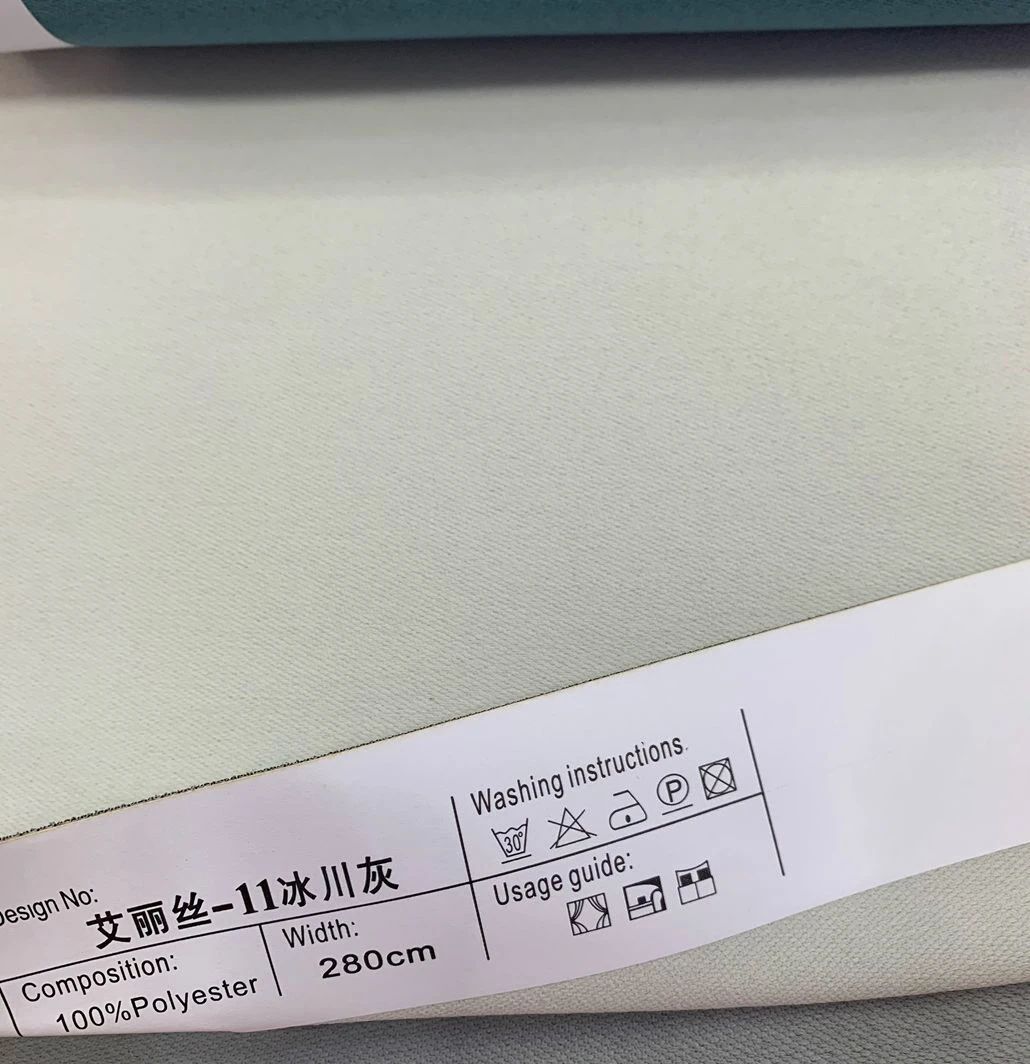 Design No:
艾丽丝-11冰川灰
Composition:
100%Polyester
Width:
280cm
Washing instructions
30°
P
Usage guide: